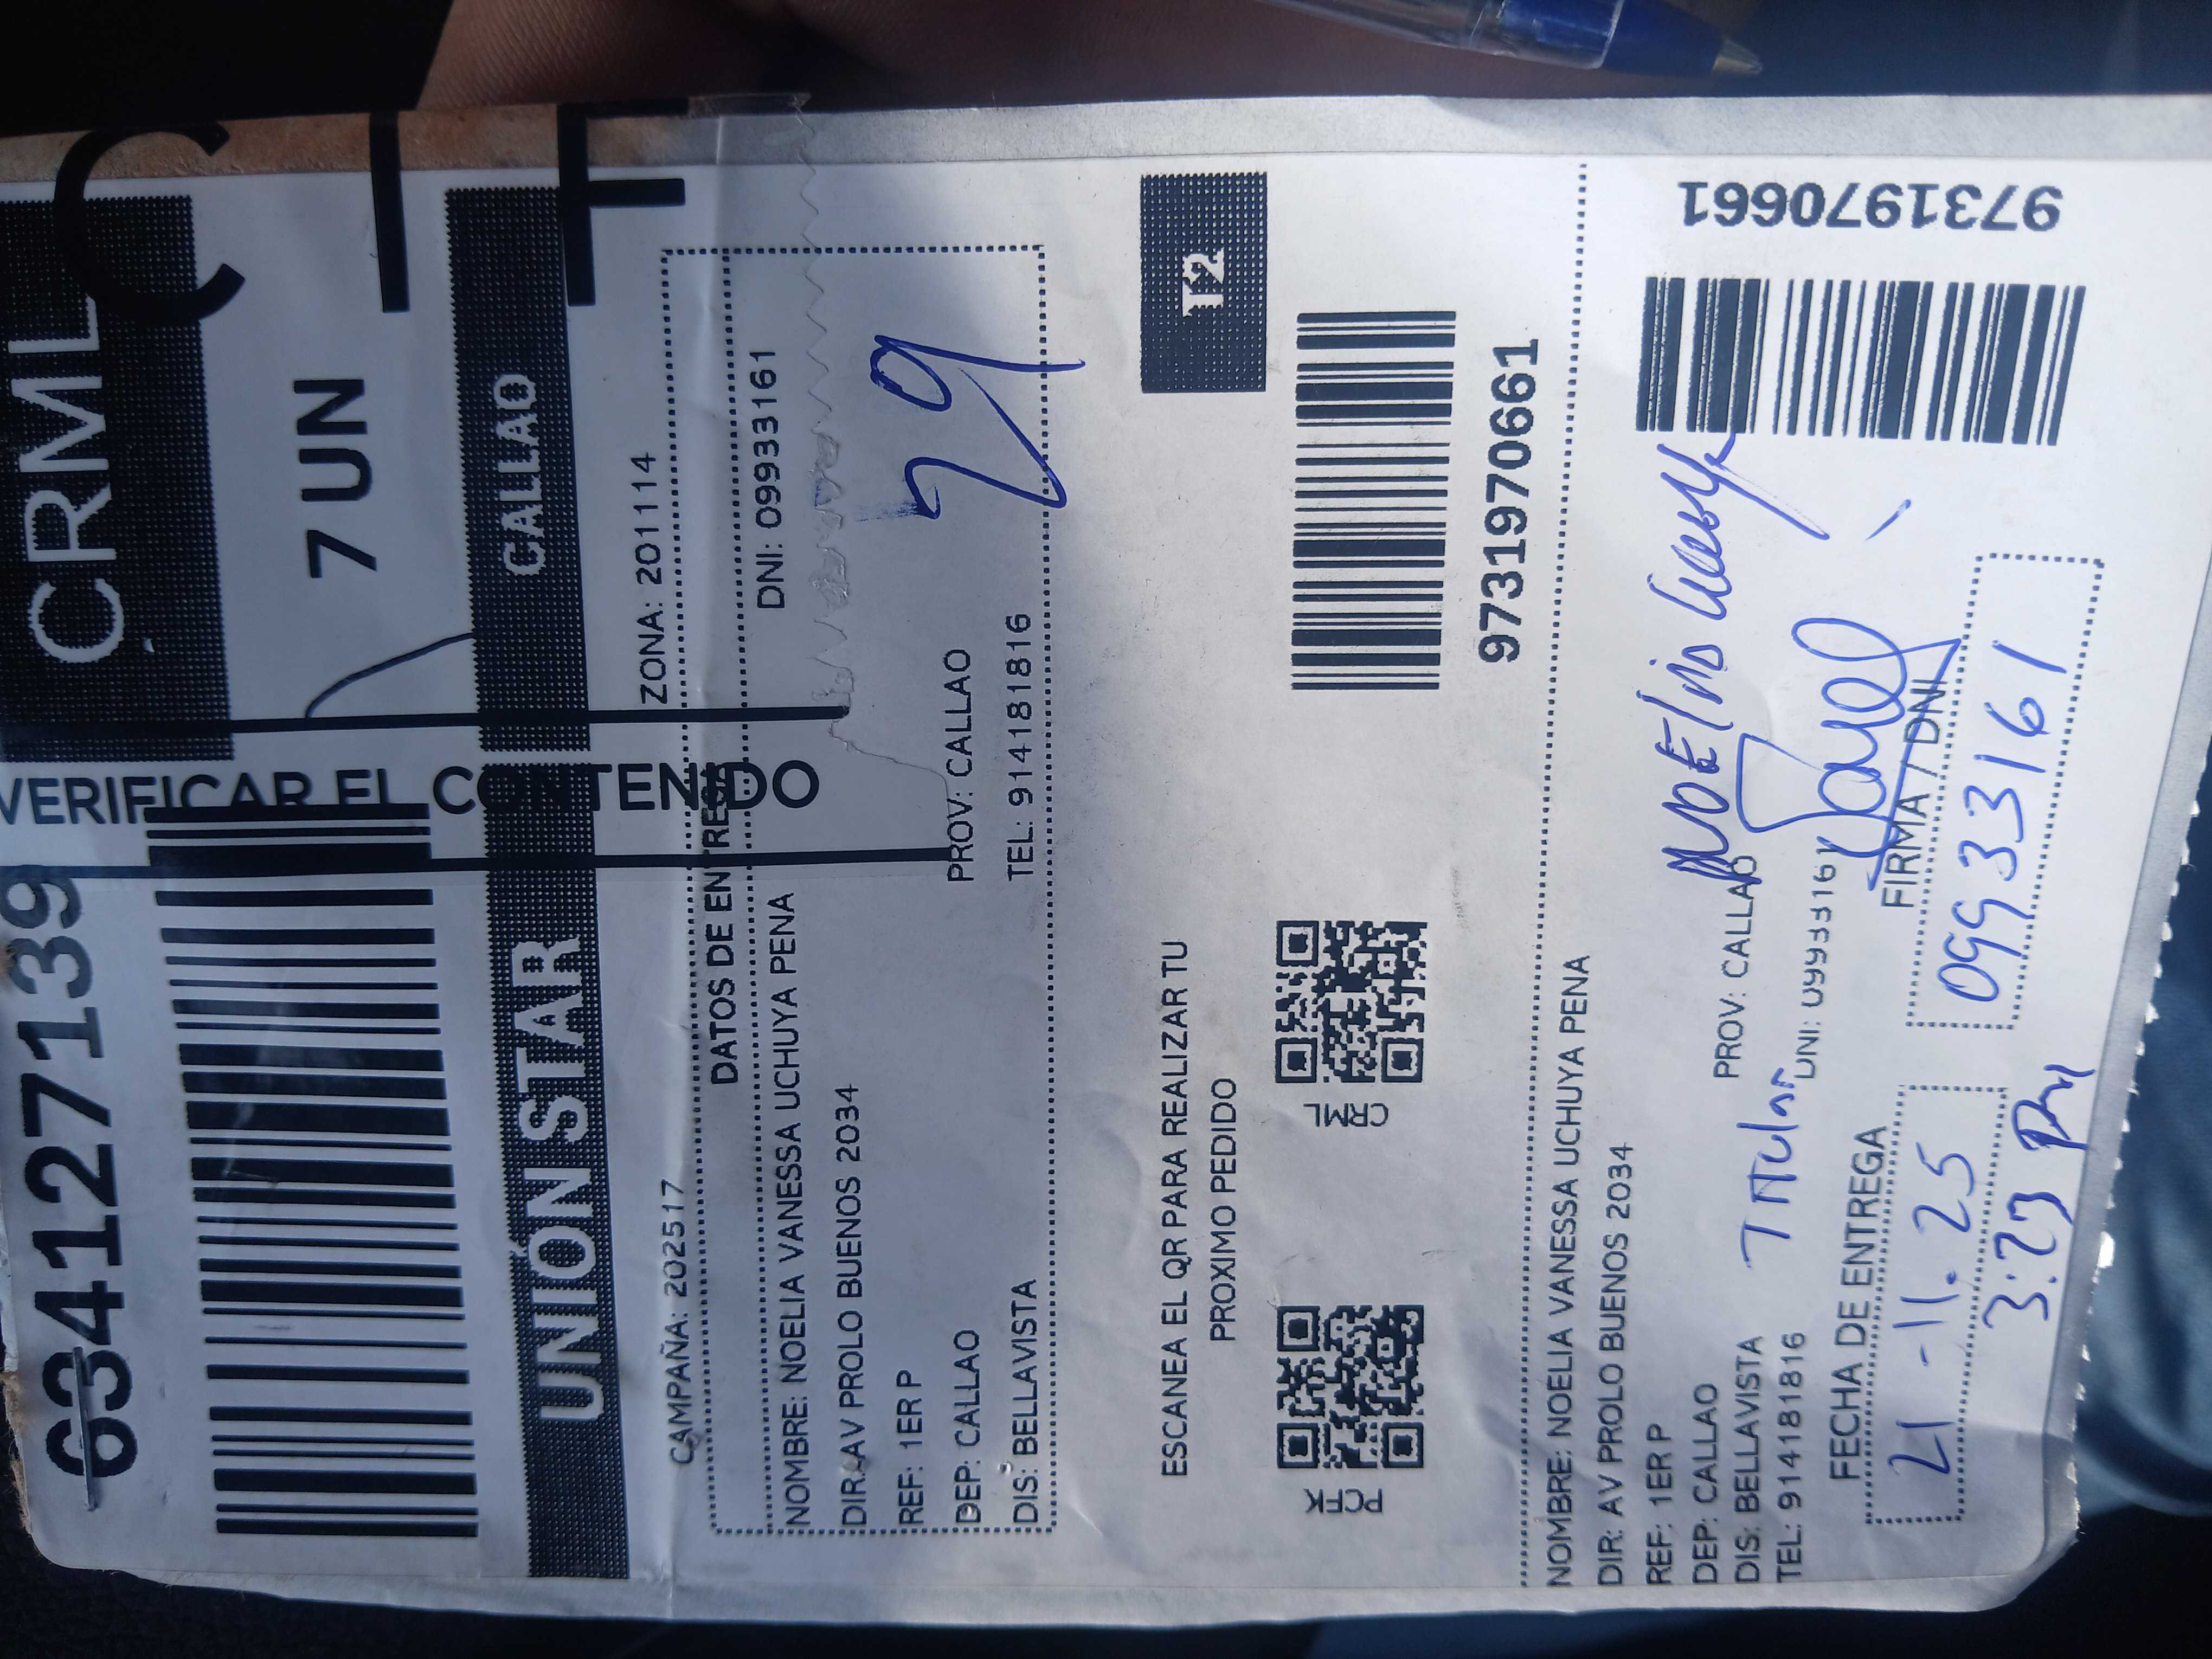 634127139
CRML
VERIFICAR EL CONTENIDO
7 UN
UNIÓN STAR
CALLAO
CAMPAÑA: 202517 ZONA: 201114
DATOS DE ENTREGA
NOMBRE: NOELIA VANESSA UCHUYA PENA DNI: 09933161
DIR: AV PROLO BUENOS 2034
REF: 1ER P
29
DEP: CALLAO PROV: CALLAO
DIS: BELLAVISTA TEL: 914181816
ESCANEA EL QR PARA REALIZAR TU
PROXIMO PEDIDO
T2
PCTK
CRML
9731970661
NOMBRE: NOELIA VANESSA UCHUYA PENA
DIR: AV PROLO BUENOS 2034
REF: 1ER P
DEP: CALLAO PROV: CALLAO
DIS: BELLAVISTA Titular
TEL: 914181816 DNI: 09933161
9731970661
FECHA DE ENTREGA
21-11.25
3:23 PM
FIRMA / DNI
09933161